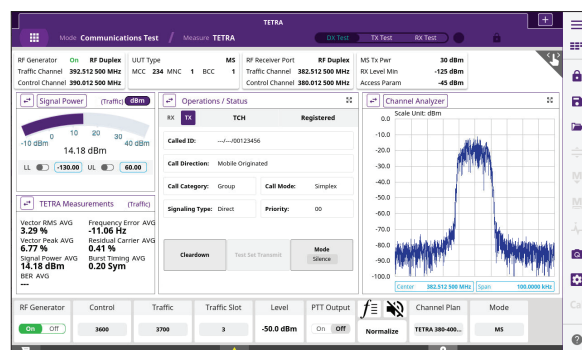 TETRA
Mode Communications Test / Measure TETRA
DX Test TX Test RX Test
RF Generator On RF Duplex
Traffic Channel 392.512 500 MHz
Control Channel 390.012 500 MHz
UUT Type MS
MCC 234 MNC 1 BCC 1
RF Receiver Port RF Duplex
Traffic Channel 382.512 500 MHz
Control Channel 380.012 500 MHz
MS Tx Pwr 30 dBm
RX Level Min -125 dBm
Access Param -45 dBm
Signal Power (Traffic) dBm
0 10 20 30
-10 dBm 40 dBm
14.18 dBm
LL -130.00 UL 60.00
TETRA Measurements (Traffic)
Vector RMS AVG
3.29 %
Frequency Error AVG
-11.06 Hz
Vector Peak AVG
6.77 %
Residual Carrier AVG
0.41 %
Signal Power AVG
14.18 dBm
Burst Timing AVG
0.20 Sym
BER AVG
---
Operations / Status
RX TX TCH Registered
Called ID: ---/---/00123456
Call Direction: Mobile Originated
Call Category: Group
Call Mode: Simplex
Signaling Type: Direct
Priority: 00
Cleardown
Test Set Transmit
Mode
Silence
Channel Analyzer
Scale Unit: dBm
0.0
-10.0
-20.0
-30.0
-40.0
-50.0
-60.0
-70.0
-80.0
-90.0
-100.0
Center 382.512 500 MHz Span 100.0000 kHz
RF Generator Control Traffic Traffic Slot Level PTT Output Channel Plan Mode
On Off 3600 3700 3 -50.0 dBm On Off Normalize TETRA 380-400... MS
M
M
Ca